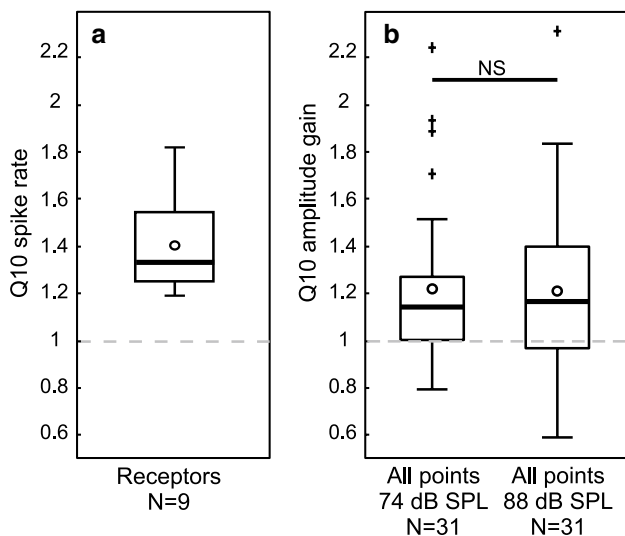 a
Q10 spike rate
2.2
2
1.8
1.6
1.4
1.2
1
0.8
0.6
Receptors
N=9
b
Q10 amplitude gain
2.2
2
1.8
1.6
1.4
1.2
1
0.8
0.6
NS
All points
74 dB SPL
N=31
All points
88 dB SPL
N=31